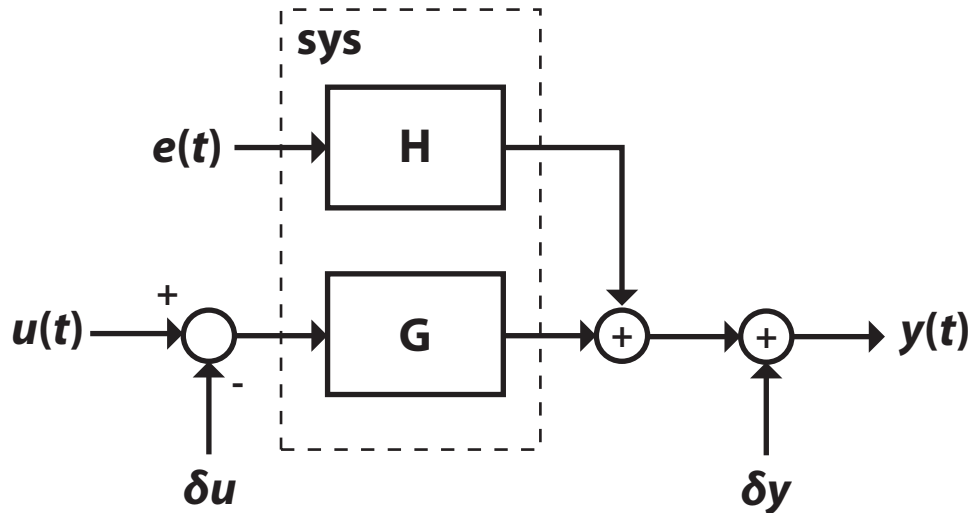 sys
e(t)
H
+
u(t)
G
+
+
y(t)
-
δu
δy